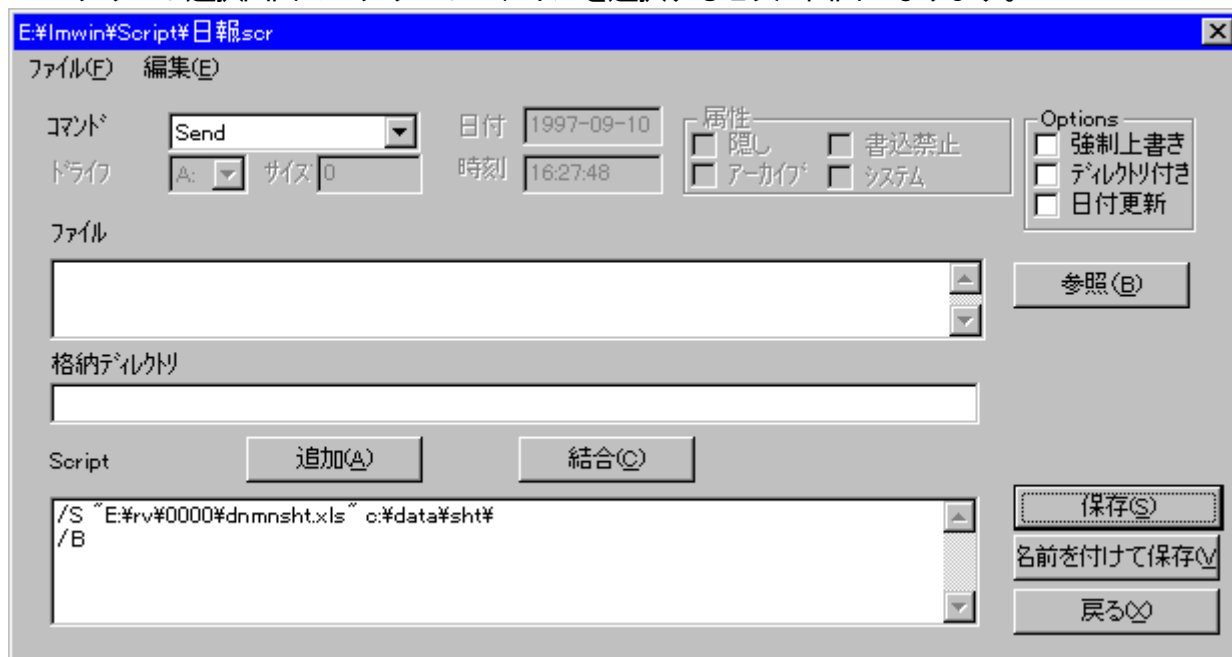 E:¥Imwin¥Script¥日報scr
ファイル(F) 編集(E)
コマンド Send 日付 1997-09-10 属性 Options
隠し 書込禁止 強制上書き
ドライブ A: サイズ 0 時刻 16:27:48 アーカイブ システム ディレクトリ付き
日付更新
ファイル
参照(B)
格納ディレクトリ
Script 追加(A) 結合(C)
/S ~E:¥rv¥0000¥dnmnsht.xls~ c:¥data¥sht¥
/B
保存(S)
名前を付けて保存(V
戻る(X)